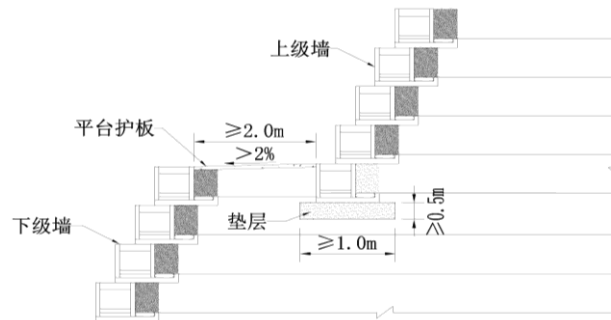 上级墙
平台护板
≥2.0m
>2%
下级墙
垫层
≥0.5m
≥1.0m